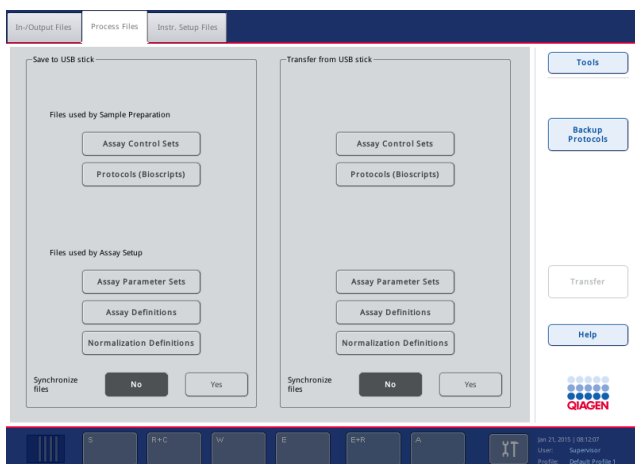 In-/Output Files
Process Files
Instr. Setup Files
Save to USB stick
Files used by Sample Preparation
Assay Control Sets
Protocols (Bioscripts)
Files used by Assay Setup
Assay Parameter Sets
Assay Definitions
Normalization Definitions
Synchronize
files
No
Yes
Transfer from USB stick
Assay Control Sets
Protocols (Bioscripts)
Assay Parameter Sets
Assay Definitions
Normalization Definitions
Synchronize
files
No
Yes
Tools
Backup
Protocols
Transfer
Help
QIAGEN
S
R+C
W
E
E+R
A
Jan 21, 2015 | 08:12:07
User: Supervisor
Profile: Default Profile 1